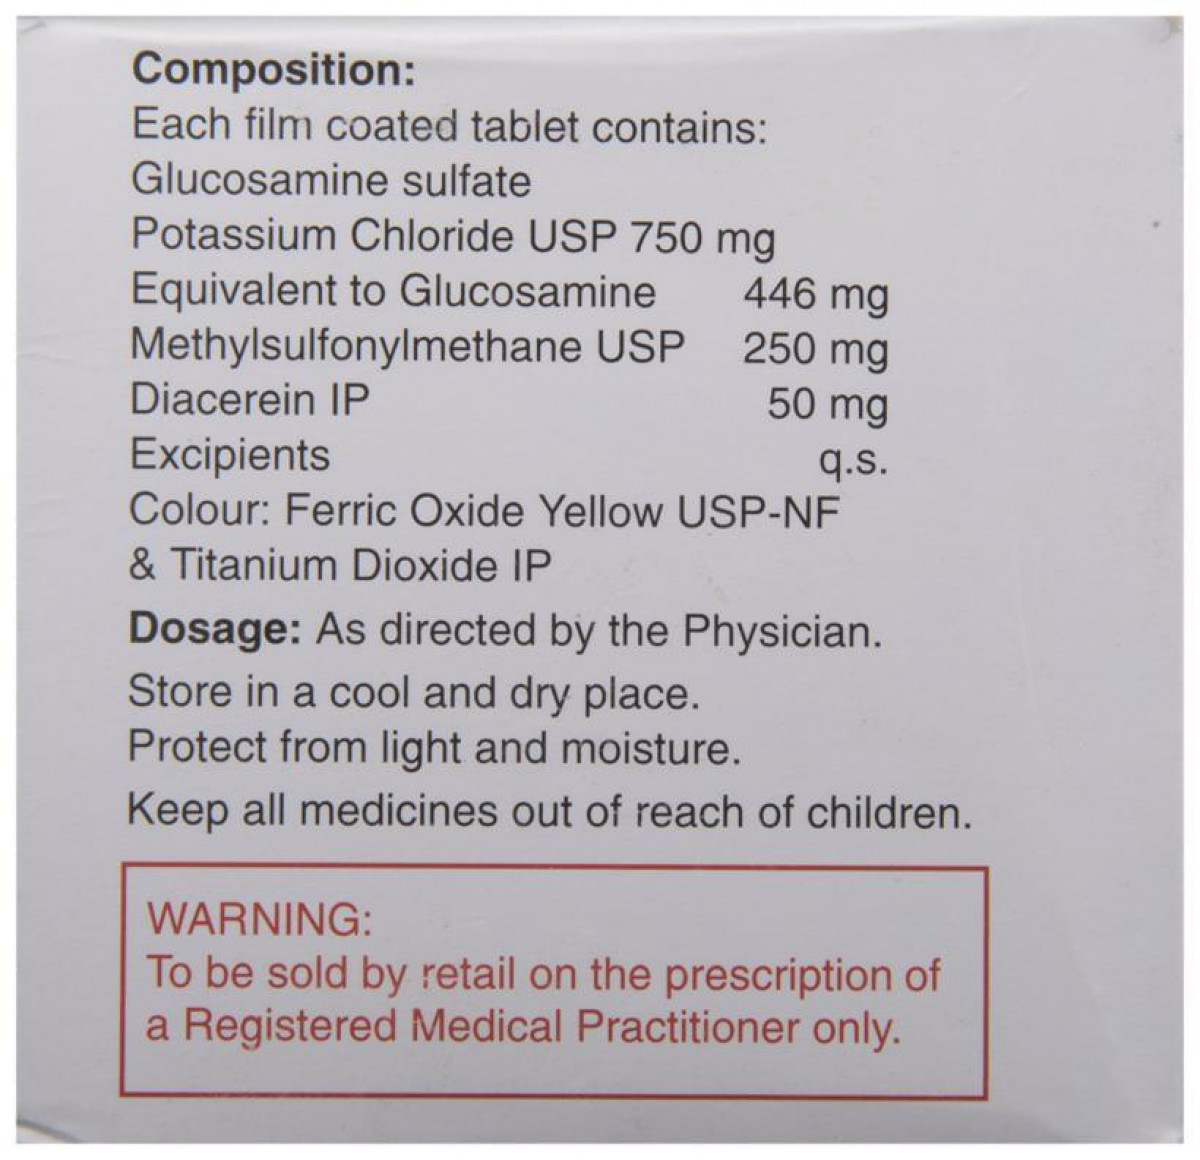 Composition:
Each film coated tablet contains:
Glucosamine sulfate
Potassium Chloride USP 750 mg
Equivalent to Glucosamine 446 mg
Methylsulfonylmethane USP 250 mg
Diacerein IP 50 mg
Excipients q.s.
Colour: Ferric Oxide Yellow USP-NF
& Titanium Dioxide IP
Dosage: As directed by the Physician.
Store in a cool and dry place.
Protect from light and moisture.
Keep all medicines out of reach of children.
WARNING:
To be sold by retail on the prescription of
a Registered Medical Practitioner only.